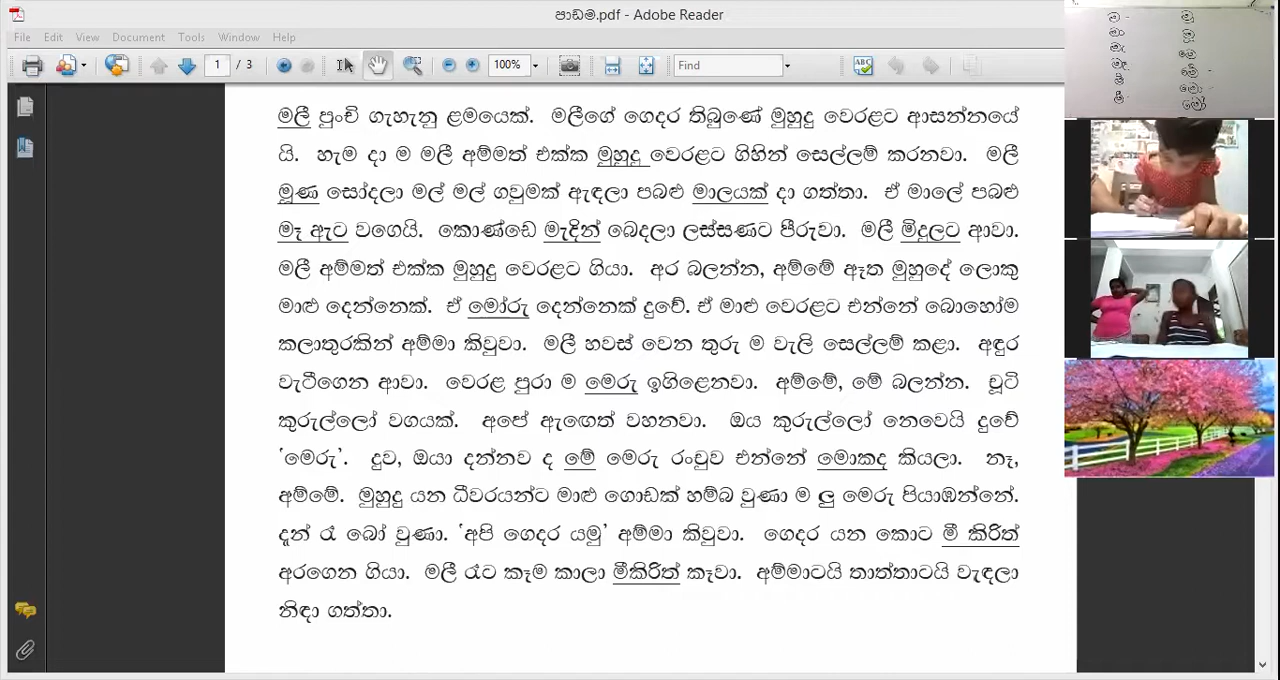 පාඩම.pdf - Adobe Reader
File Edit View Document Tools Window Help
1 / 3 100% Find
මලී පුංචි ගැහැනු ළමයෙක්. මලීගේ ගෙදර තිබුණේ මුහුදු වෙරළට ආසන්නයේ
යි. හැම දා ම මලී අම්මත් එක්ක මුහුදු වෙරළට ගිහින් සෙල්ලම් කරනවා. මලී
මූණ සෝදලා මල් මල් ගවුමක් ඇඳලා පබළු මාලයක් දා ගත්තා. ඒ මාලේ පබළු
මෑ ඇට වගෙයි. කොණ්ඩෙ මැදින් බෙදලා ලස්සණට පීරුවා. මලී මිදුලට ආවා.
මලී අම්මත් එක්ක මුහුදු වෙරළට ගියා. අර බලන්න, අම්මේ ඈත මුහුදේ ලොකු
මාළු දෙන්නෙක්. ඒ මෝරු දෙන්නෙක් දුවේ. ඒ මාළු වෙරළට එන්නේ බොහෝම
කලාතුරකින් අම්මා කිවුවා. මලී හවස් වෙන තුරු ම වැලි සෙල්ලම් කළා. අඳුර
වැටීගෙන ආවා. වෙරළ පුරා ම මෙරු ඉගිළෙනවා. අම්මේ, මේ බලන්න. චූටි
කුරුල්ලෝ වගයක්. අපේ ඇඟෙත් වහනවා. ඔය කුරුල්ලෝ නෙවෙයි දුවේ
‘මෙරු’. දුව, ඔයා දන්නව ද මේ මෙරු රංචුව එන්නේ මොකද කියලා. නෑ,
අම්මේ. මුහුදු යන ධීවරයන්ට මාළු ගොඩක් හම්බ වුණා ම ලු මෙරු පියාඹන්නේ.
දැන් රෑ බෝ වුණා. ‘අපි ගෙදර යමු’ අම්මා කිවුවා. ගෙදර යන කොට මී කිරිත්
අරගෙන ගියා. මලී රෑට කෑම කාලා මීකිරිත් කෑවා. අම්මාටයි තාත්තාටයි වැඳලා
නිඳා ගත්තා.